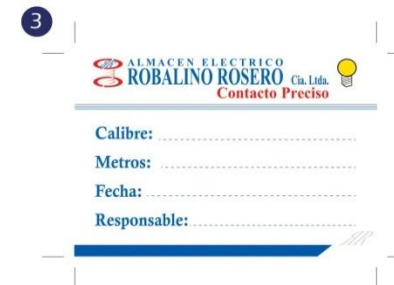 3
ALMACEN ELECTRICO
ROBALINO ROSERO Cia. Ltda.
Contacto Preciso
Calibre:
Metros:
Fecha:
Responsable: